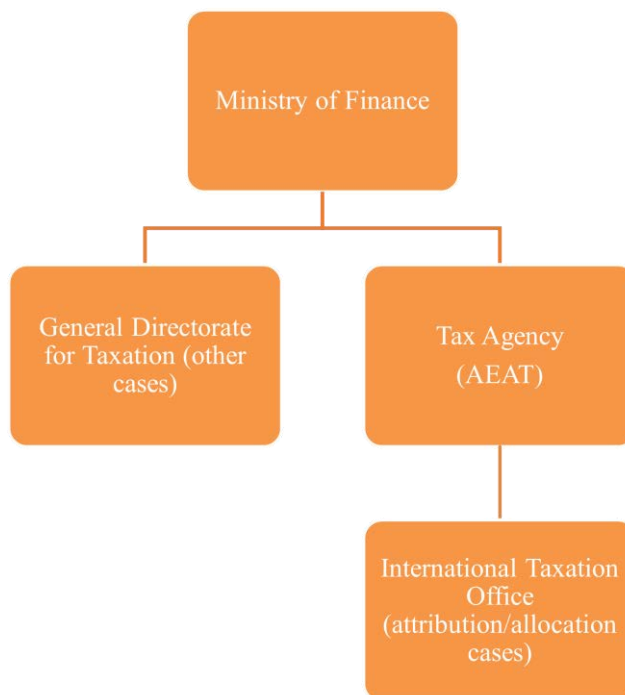 Ministry of Finance
General Directorate
for Taxation (other
cases)
Tax Agency
(AEAT)
International Taxation
Office
(attribution/allocation
cases)